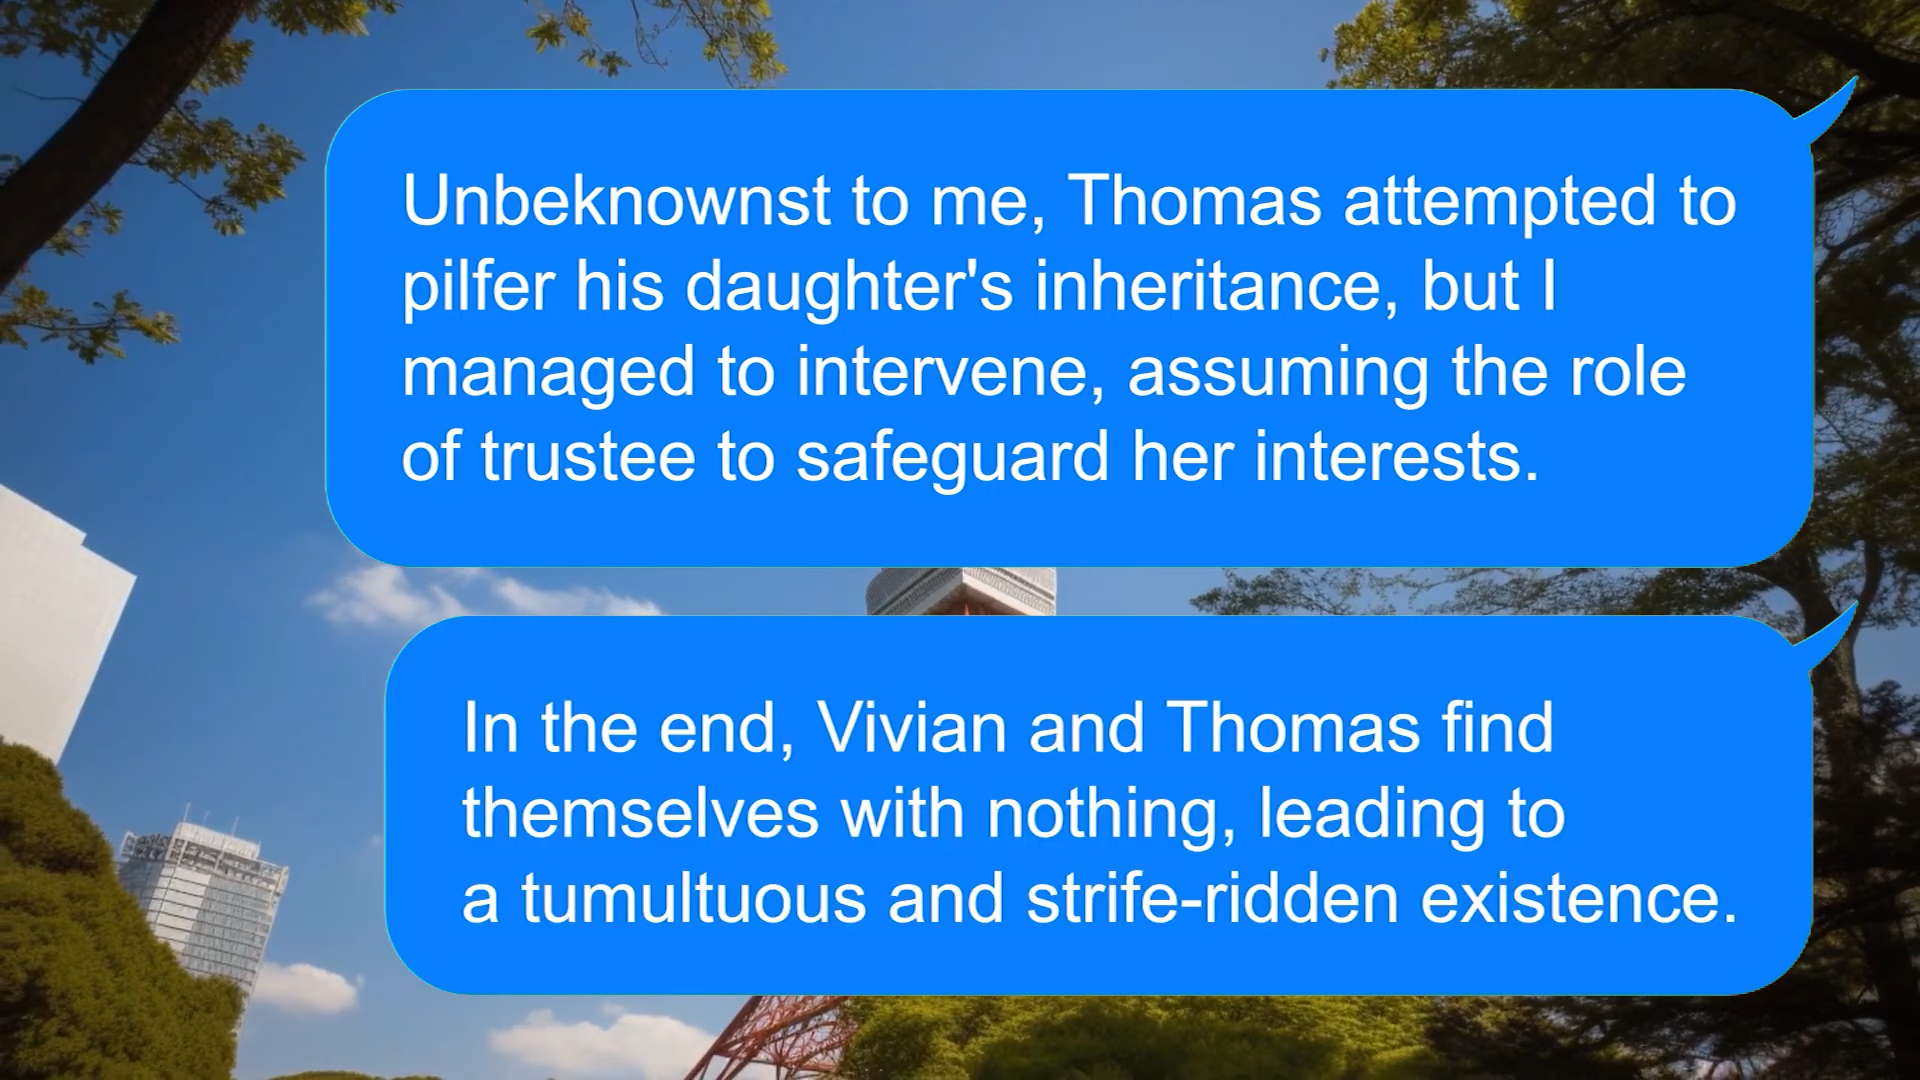 Unbeknownst to me, Thomas attempted to
pilfer his daughter's inheritance, but I
managed to intervene, assuming the role
of trustee to safeguard her interests.
In the end, Vivian and Thomas find
themselves with nothing, leading to
a tumultuous and strife-ridden existence.